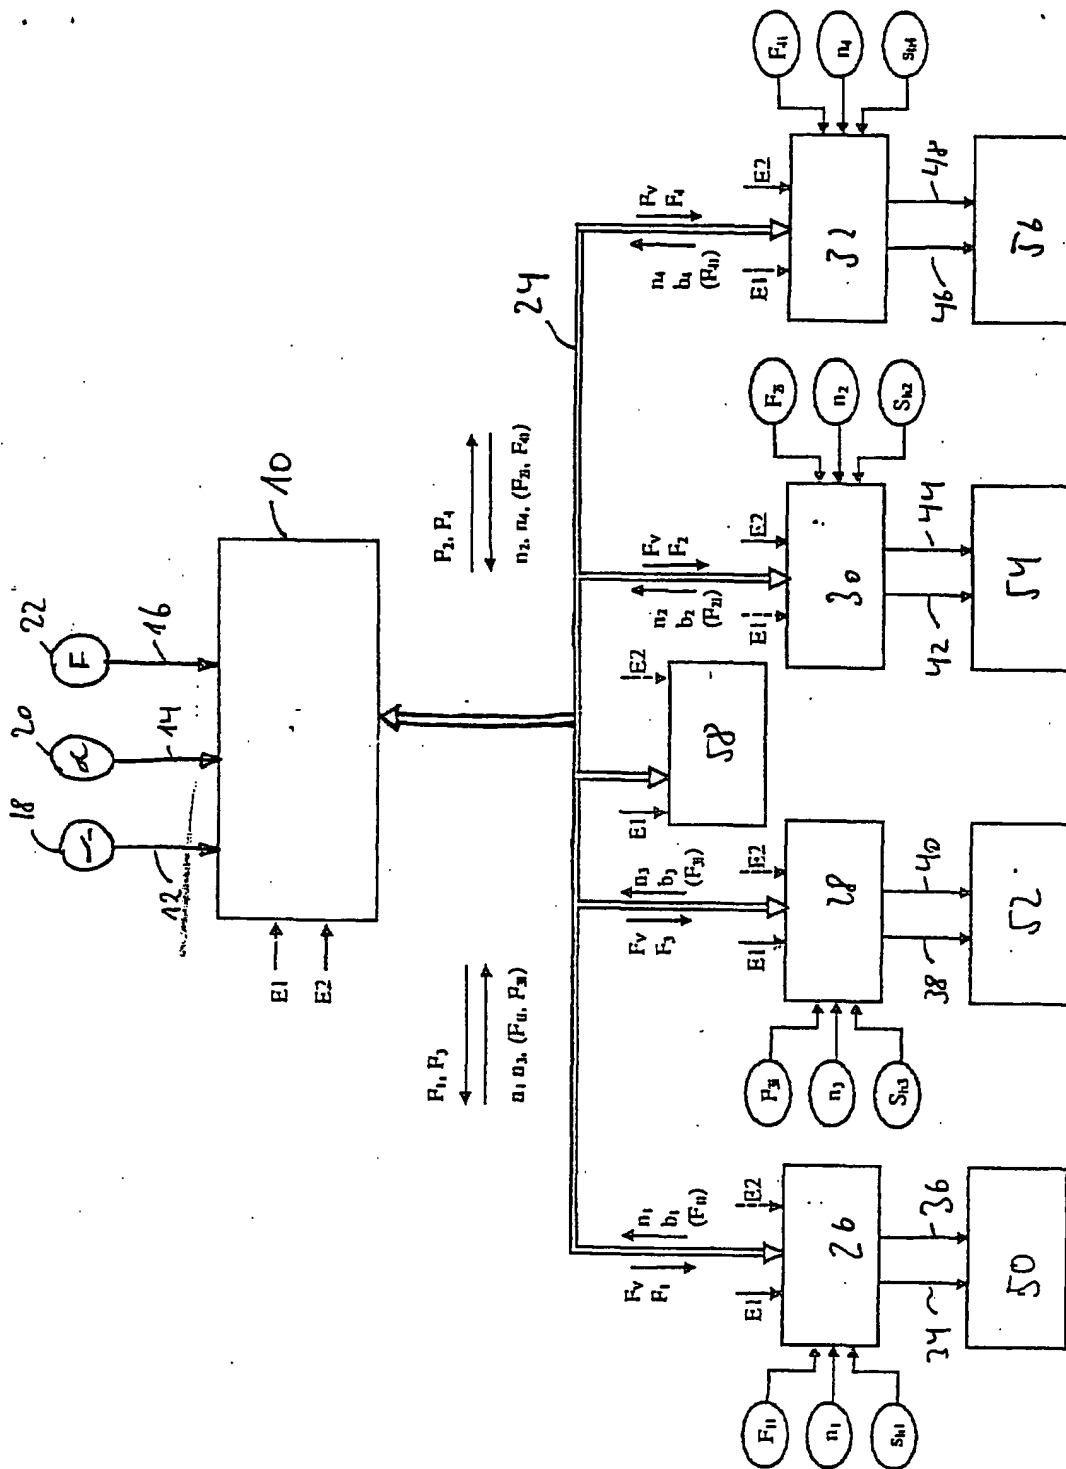 18
20
22
F
12
14
16
10
E1
E2
F₁, F₃
n₁ n₃, (F₁ᵢ, F₃ᵢ)
F₂, F₄
n₂, n₄, (F₂ᵢ, F₄ᵢ)
24
Fᵥ
F₁
n₁
b₁
(F₁ᵢ)
E1
E2
Fᵥ
F₃
n₃
b₃
(F₃ᵢ)
E1
E2
E1
E2
58
n₂
b₂
(F₂ᵢ)
Fᵥ
F₂
E1
E2
n₄
b₄
(F₄ᵢ)
Fᵥ
F₄
E1
E2
F₁ᵢ
n₁
sₕ₁
26
F₃ᵢ
n₃
Sₕ₃
28
30
F₂ᵢ
n₂
Sₕ₂
32
F₄ᵢ
n₄
sₕ₄
34
36
38
40
42
44
46
48
50
52
54
56